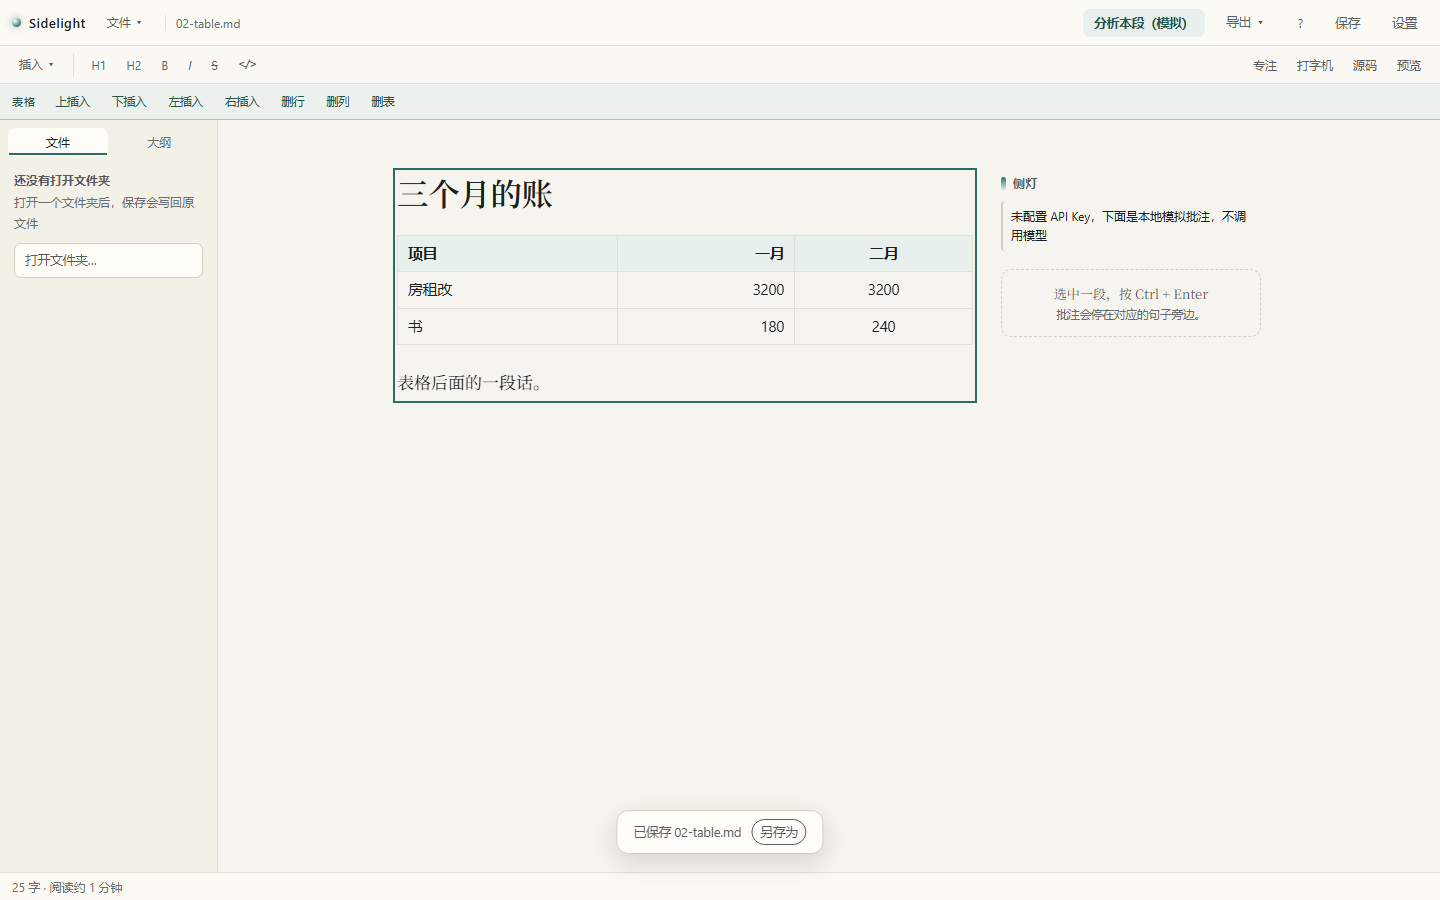 Sidelight 文件 02-table.md 分析本段（模拟） 导出 ? 保存 设置
插入 H1 H2 B I S </> 专注 打字机 源码 预览
表格 上插入 下插入 左插入 右插入 删行 删列 删表
文件 大纲
还没有打开文件夹
打开一个文件夹后，保存会写回原
文件
打开文件夹...
三个月的账
项目 一月 二月
房租改 3200 3200
书 180 240
表格后面的一段话。
侧灯
未配置 API Key，下面是本地模拟批注，不调
用模型
选中一段，按 Ctrl + Enter
批注会停在对应的句子旁边。
已保存 02-table.md 另存为
25 字 · 阅读约 1 分钟